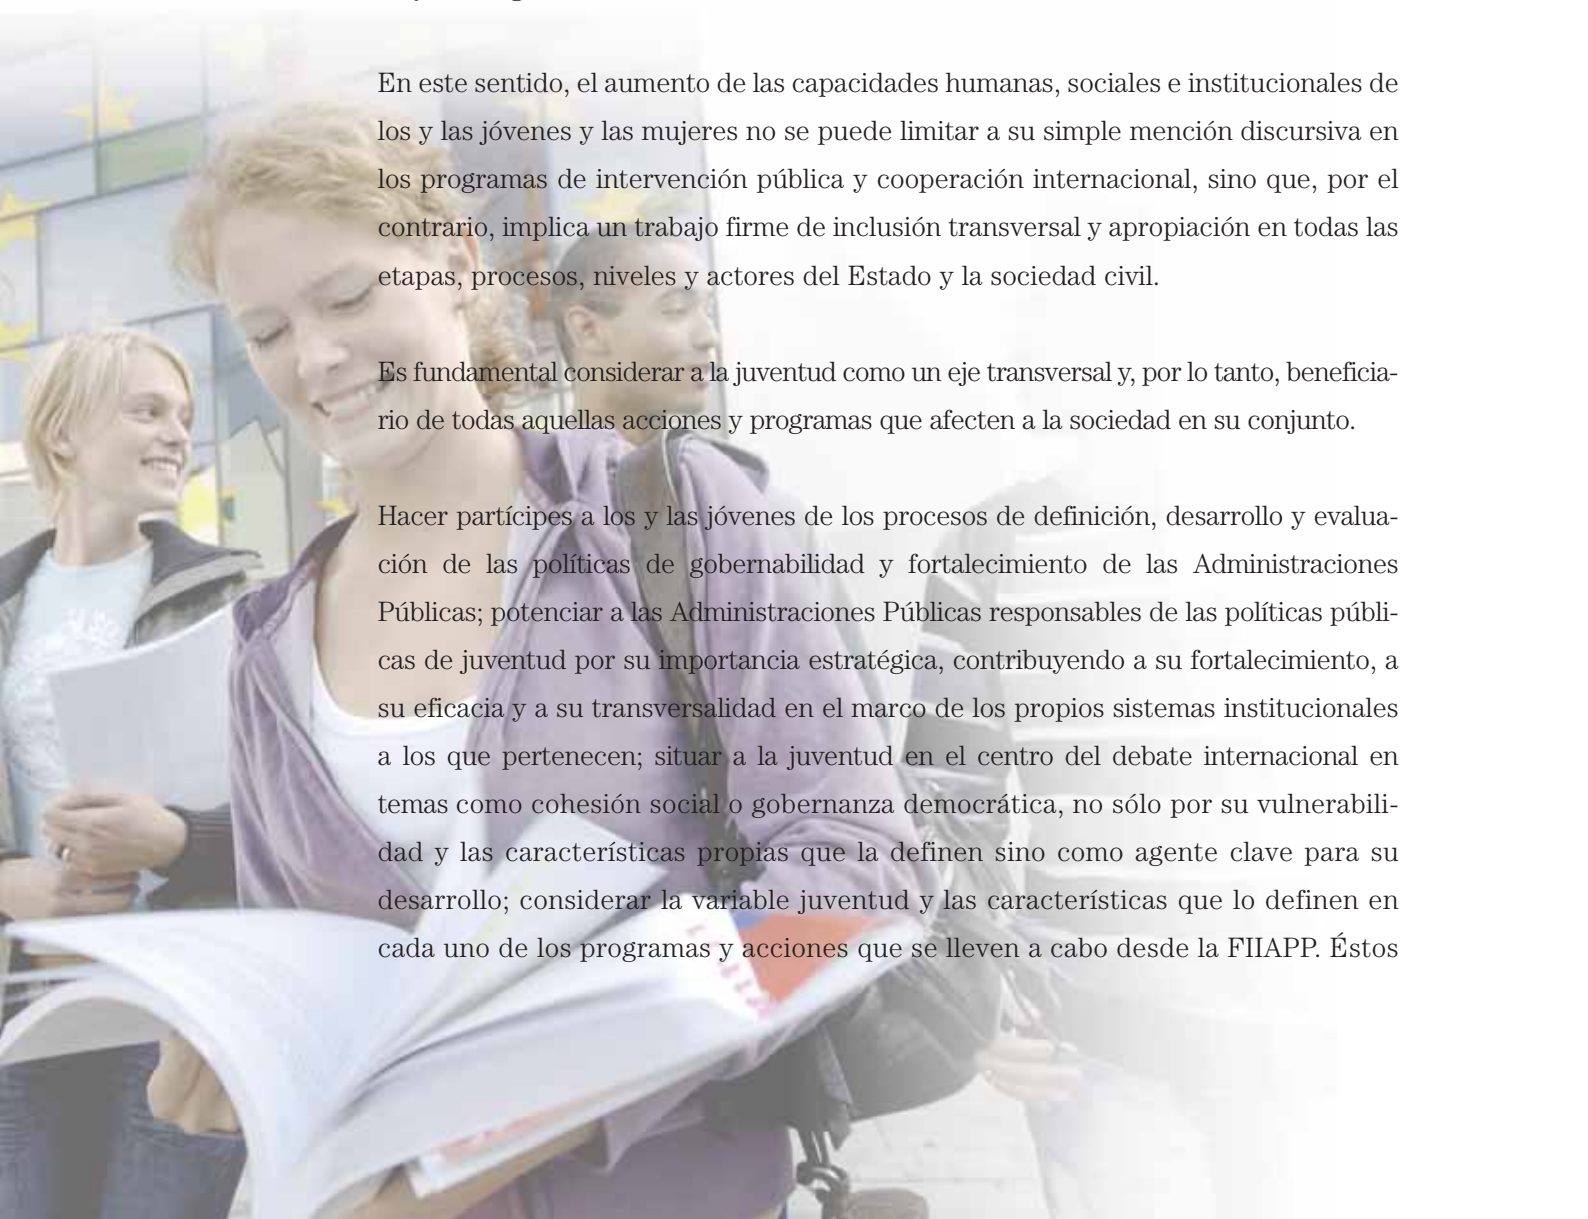 En este sentido, el aumento de las capacidades humanas, sociales e institucionales de
los y las jóvenes y las mujeres no se puede limitar a su simple mención discursiva en
los programas de intervención pública y cooperación internacional, sino que, por el
contrario, implica un trabajo firme de inclusión transversal y apropiación en todas las
etapas, procesos, niveles y actores del Estado y la sociedad civil.
Es fundamental considerar a la juventud como un eje transversal y, por lo tanto, beneficia-
rio de todas aquellas acciones y programas que afecten a la sociedad en su conjunto.
Hacer partícipes a los y las jóvenes de los procesos de definición, desarrollo y evalua-
ción de las políticas de gobernabilidad y fortalecimiento de las Administraciones
Públicas; potenciar a las Administraciones Públicas responsables de las políticas públi-
cas de juventud por su importancia estratégica, contribuyendo a su fortalecimiento, a
su eficacia y a su transversalidad en el marco de los propios sistemas institucionales
a los que pertenecen; situar a la juventud en el centro del debate internacional en
temas como cohesión social o gobernanza democrática, no sólo por su vulnerabili-
dad y las características propias que la definen sino como agente clave para su
desarrollo; considerar la variable juventud y las características que lo definen en
cada uno de los programas y acciones que se lleven a cabo desde la FIIAPP. Éstos